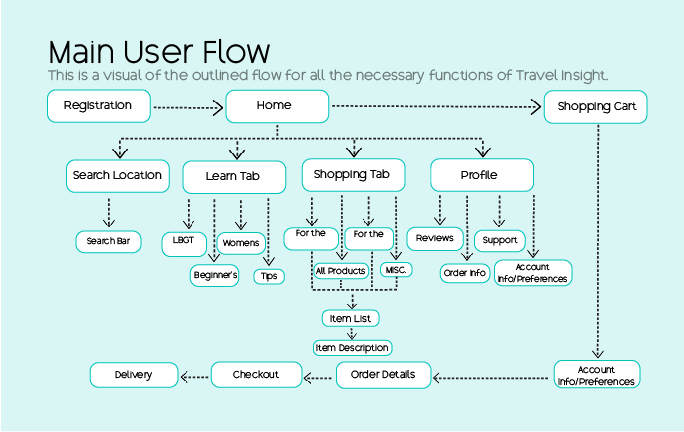 Main User Flow
This is a visual of the outlined flow for all the necessary functions of Travel Insight.
Registration
Home
Shopping Cart
Search Location
Learn Tab
Shopping Tab
Profile
Search Bar
LBGT
Womens
Beginner's
Tips
For the
For the
All Products
MISC.
Reviews
Support
Order Info
Account
Info/Preferences
Item List
Item Description
Delivery
Checkout
Order Details
Account
Info/Preferences